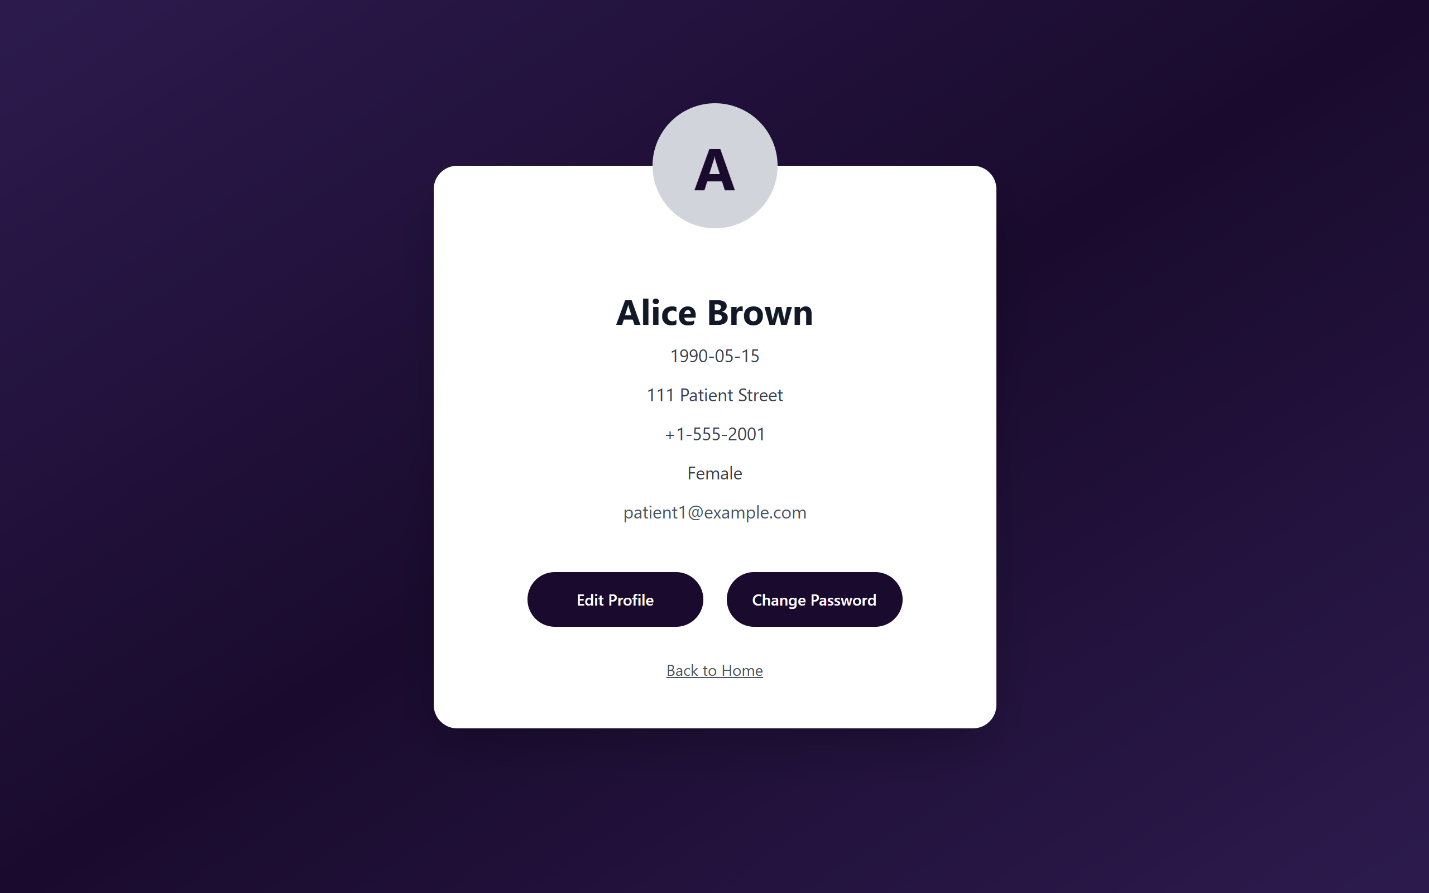 A
Alice Brown
1990-05-15
111 Patient Street
+1-555-2001
Female
patient1@example.com
Edit Profile
Change Password
Back to Home